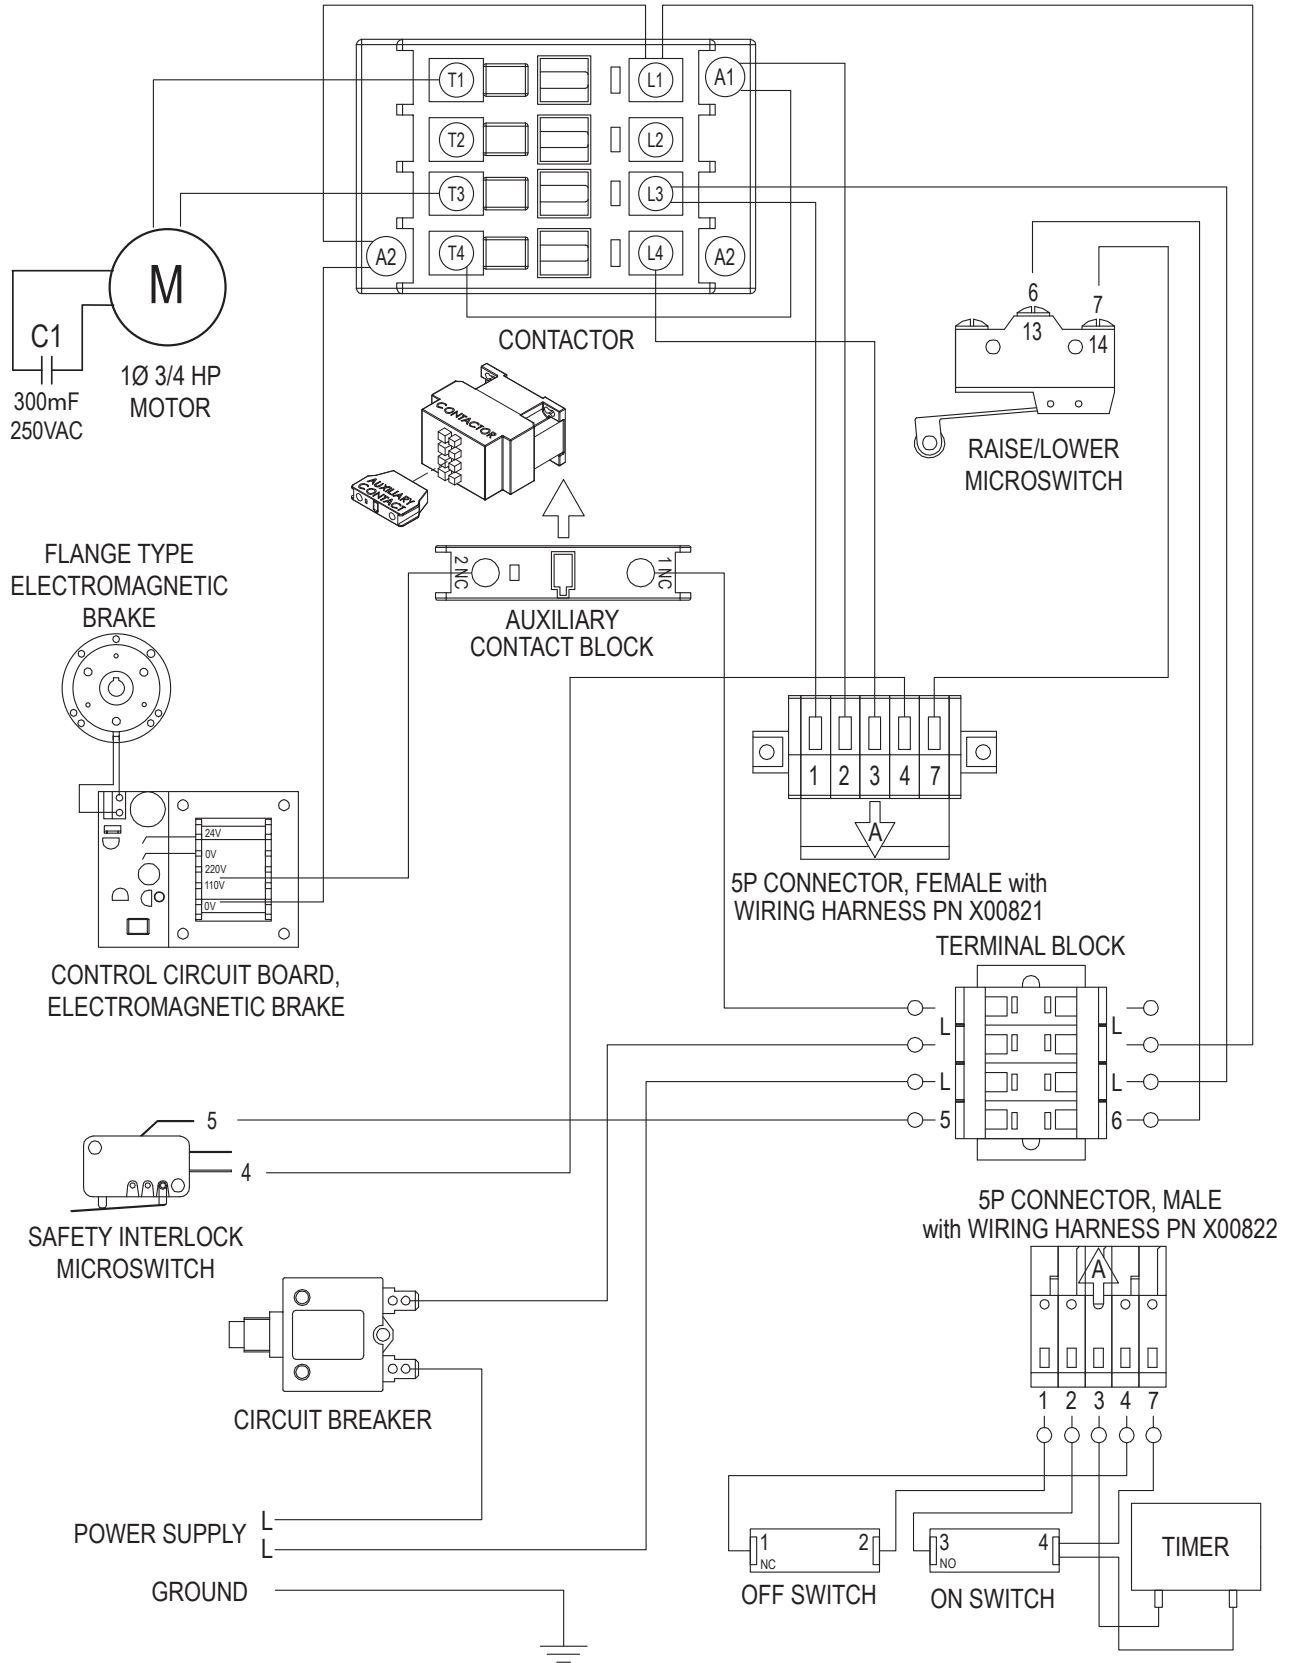 T1
L1
A1
T2
L2
T3
L3
A2
T4
L4
A2
M
C1
300mF
250VAC
1Ø 3/4 HP
MOTOR
CONTACTOR
CONTACTOR
AUXILIARY
CONTACT
6
7
13
14
RAISE/LOWER
MICROSWITCH
2 NC
1 NC
AUXILIARY
CONTACT BLOCK
FLANGE TYPE
ELECTROMAGNETIC
BRAKE
24V
0V
220V
110V
0V
CONTROL CIRCUIT BOARD,
ELECTROMAGNETIC BRAKE
1 2 3 4 7
A
5P CONNECTOR, FEMALE with
WIRING HARNESS PN X00821
TERMINAL BLOCK
L L
L L
5 6
5
4
SAFETY INTERLOCK
MICROSWITCH
5P CONNECTOR, MALE
with WIRING HARNESS PN X00822
A
1 2 3 4 7
CIRCUIT BREAKER
POWER SUPPLY
L
L
GROUND
1 2
NC
OFF SWITCH
3 4
NO
ON SWITCH
TIMER